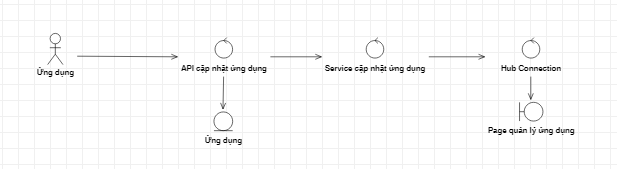 Ứng dụng
API cập nhật ứng dụng
Service cập nhật ứng dụng
Hub Connection
Ứng dụng
Page quản lý ứng dụng